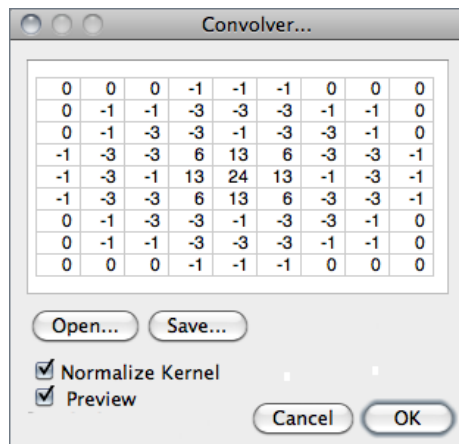 Convolver...
0 0 0 -1 -1 -1 0 0 0
0 -1 -1 -3 -3 -3 -1 -1 0
0 -1 -3 -3 -1 -3 -3 -1 0
-1 -3 -3 6 13 6 -3 -3 -1
-1 -3 -1 13 24 13 -1 -3 -1
-1 -3 -3 6 13 6 -3 -3 -1
0 -1 -3 -3 -1 -3 -3 -1 0
0 -1 -1 -3 -3 -3 -1 -1 0
0 0 0 -1 -1 -1 0 0 0
Open... Save...
Normalize Kernel
Preview
Cancel OK